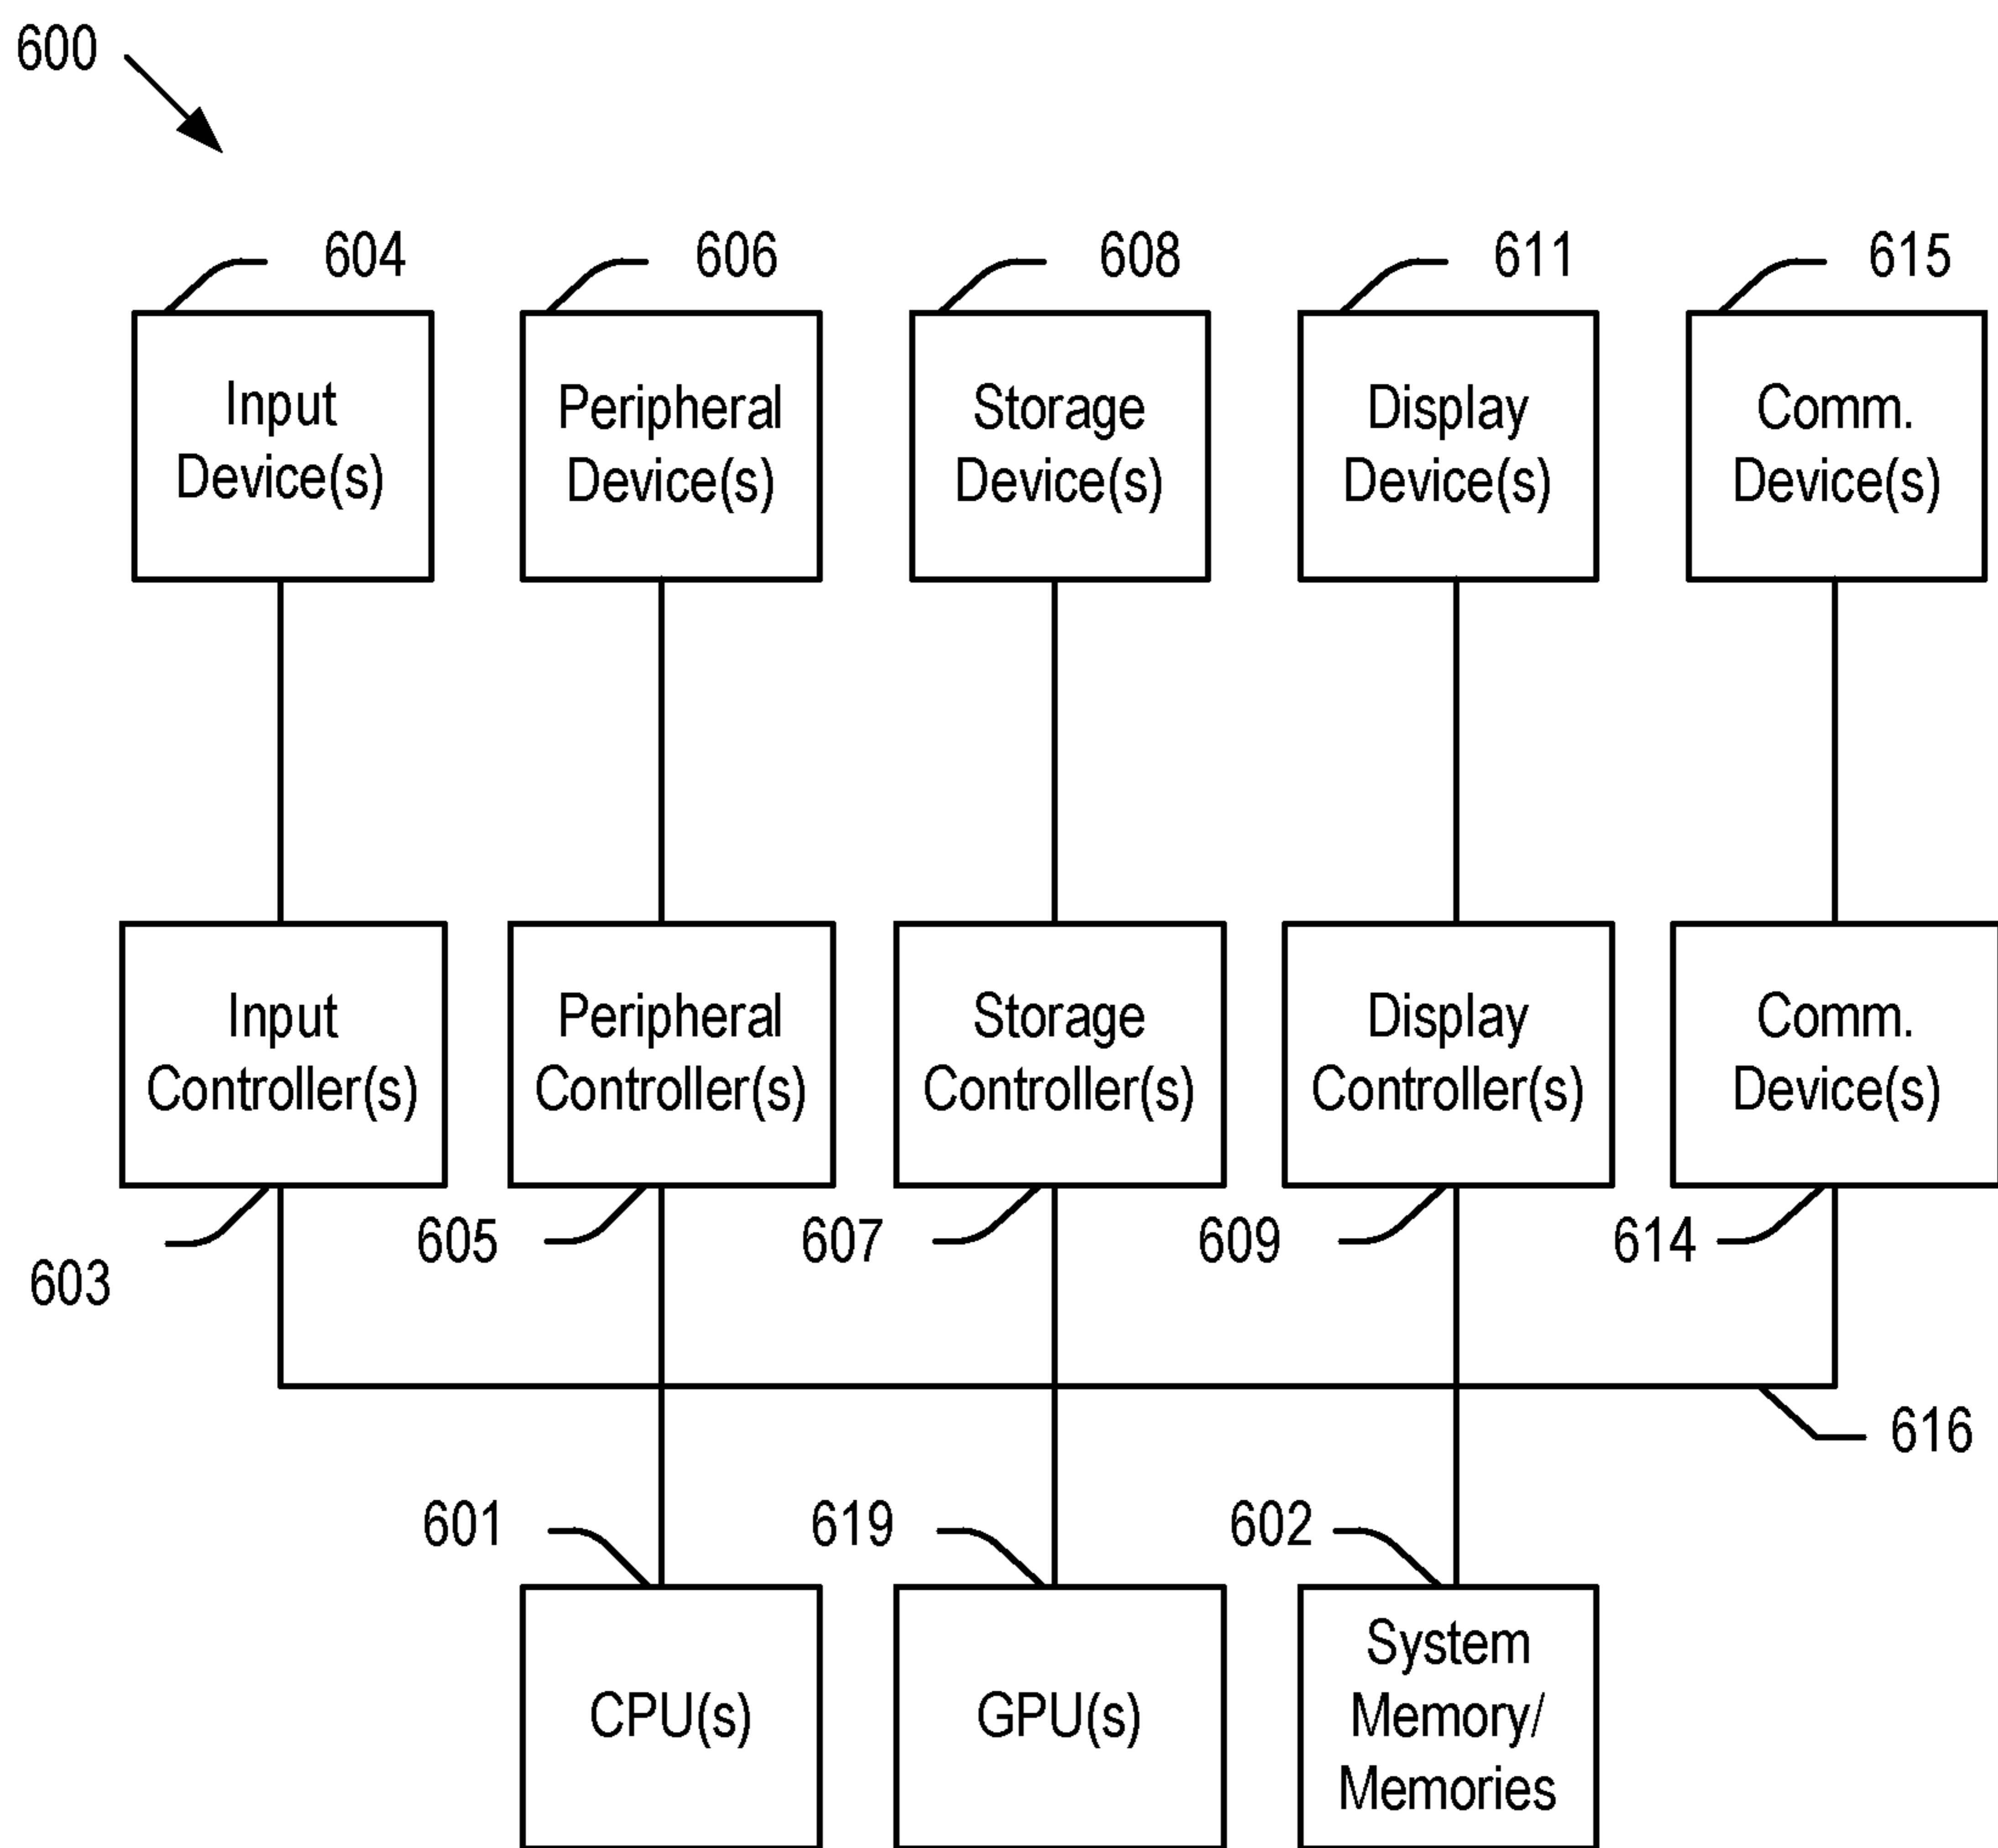 600
604
606
608
611
615
Input
Device(s)
Peripheral
Device(s)
Storage
Device(s)
Display
Device(s)
Comm.
Device(s)
Input
Controller(s)
Peripheral
Controller(s)
Storage
Controller(s)
Display
Controller(s)
Comm.
Device(s)
603
605
607
609
614
616
601
619
602
CPU(s)
GPU(s)
System
Memory/
Memories